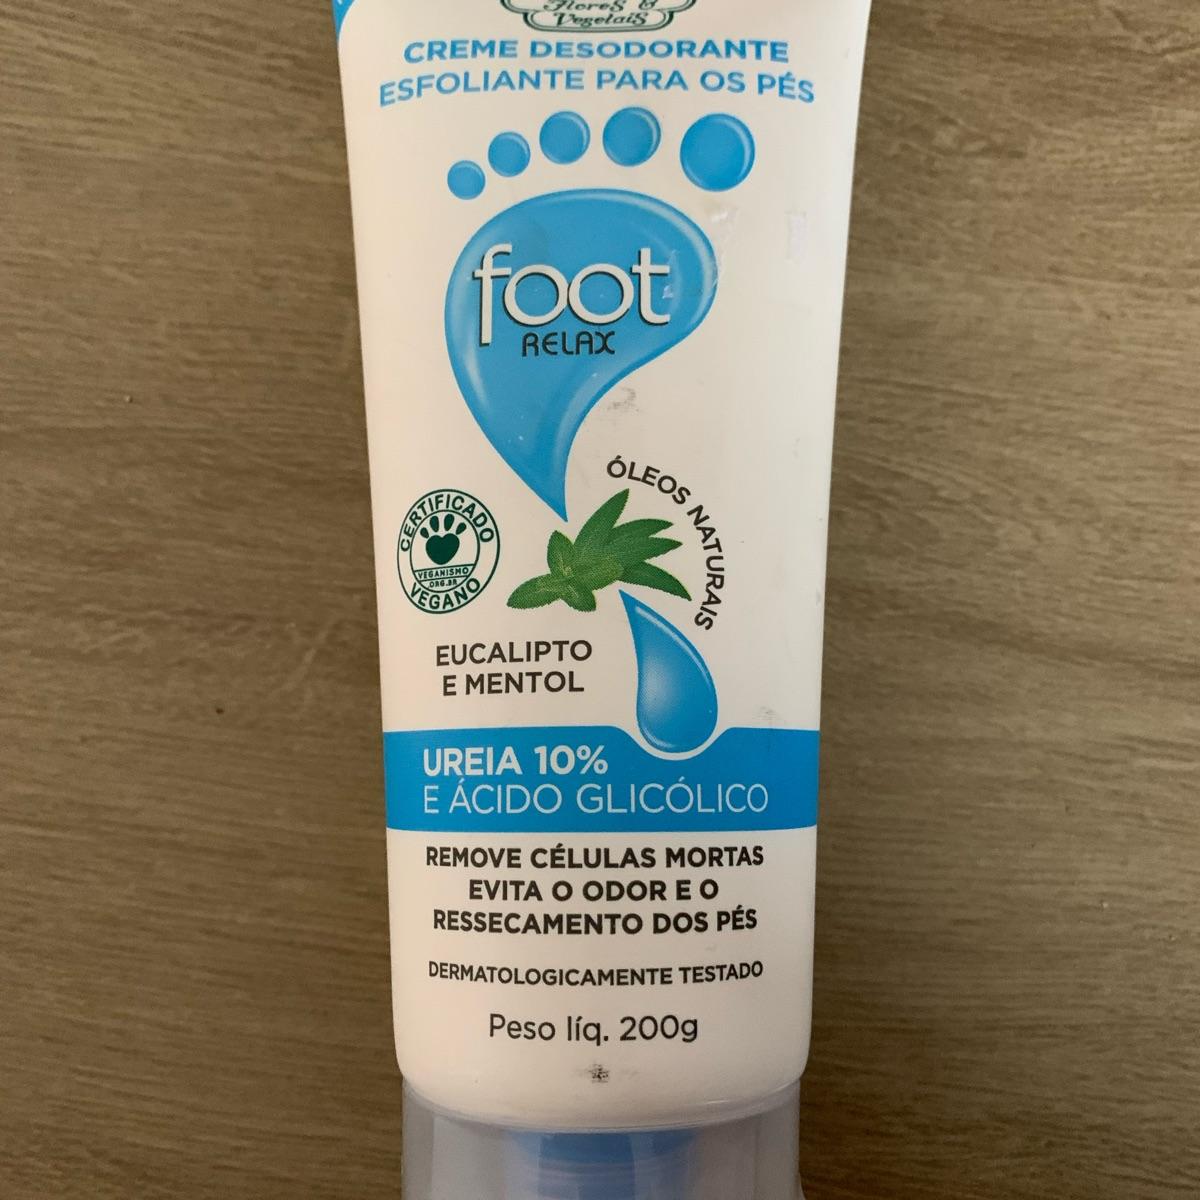 Flores &
Vegetais
CREME DESODORANTE
ESFOLIANTE PARA OS PÉS
foot
RELAX
ÓLEOS NATURAIS
CERTIFICADO
VEGANISMO
.ORG.BR
VEGANO
EUCALIPTO
E MENTOL
UREIA 10%
E ÁCIDO GLICÓLICO
REMOVE CÉLULAS MORTAS
EVITA O ODOR E O
RESSECAMENTO DOS PÉS
DERMATOLOGICAMENTE TESTADO
Peso líq. 200g